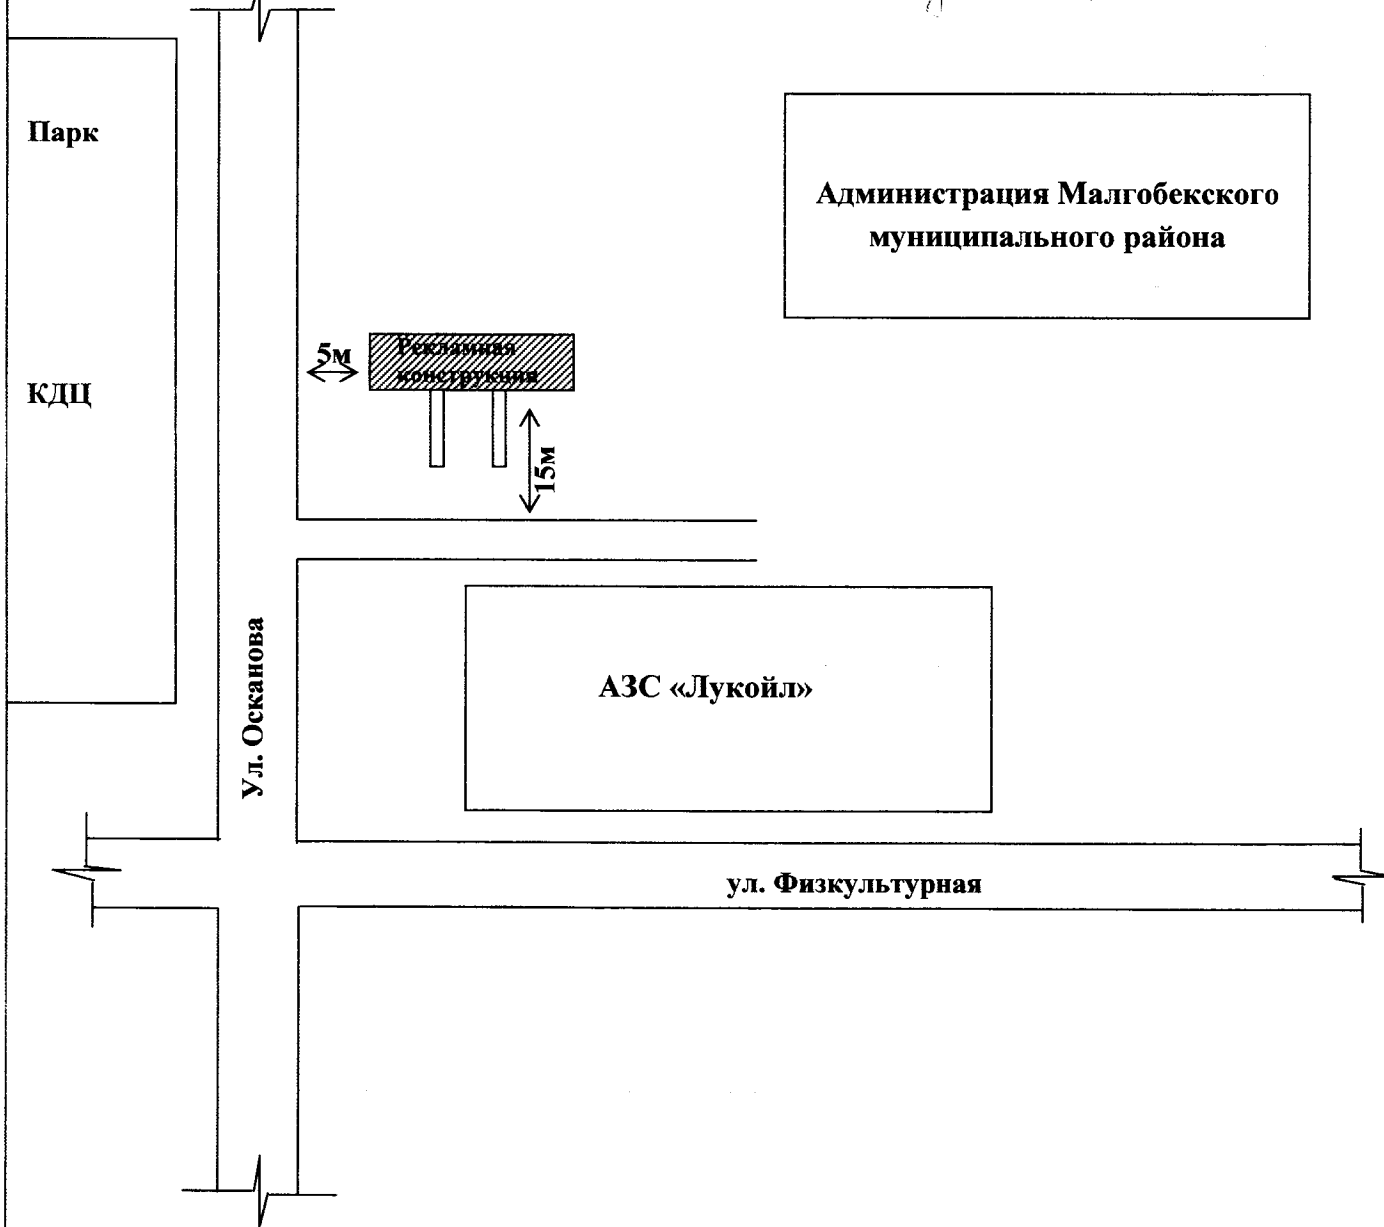 Парк
Администрация Малгобекского
муниципального района
5м
Рекламная
конструкция
КДЦ
15м
АЗС «Лукойл»
Ул. Осканова
ул. Физкультурная